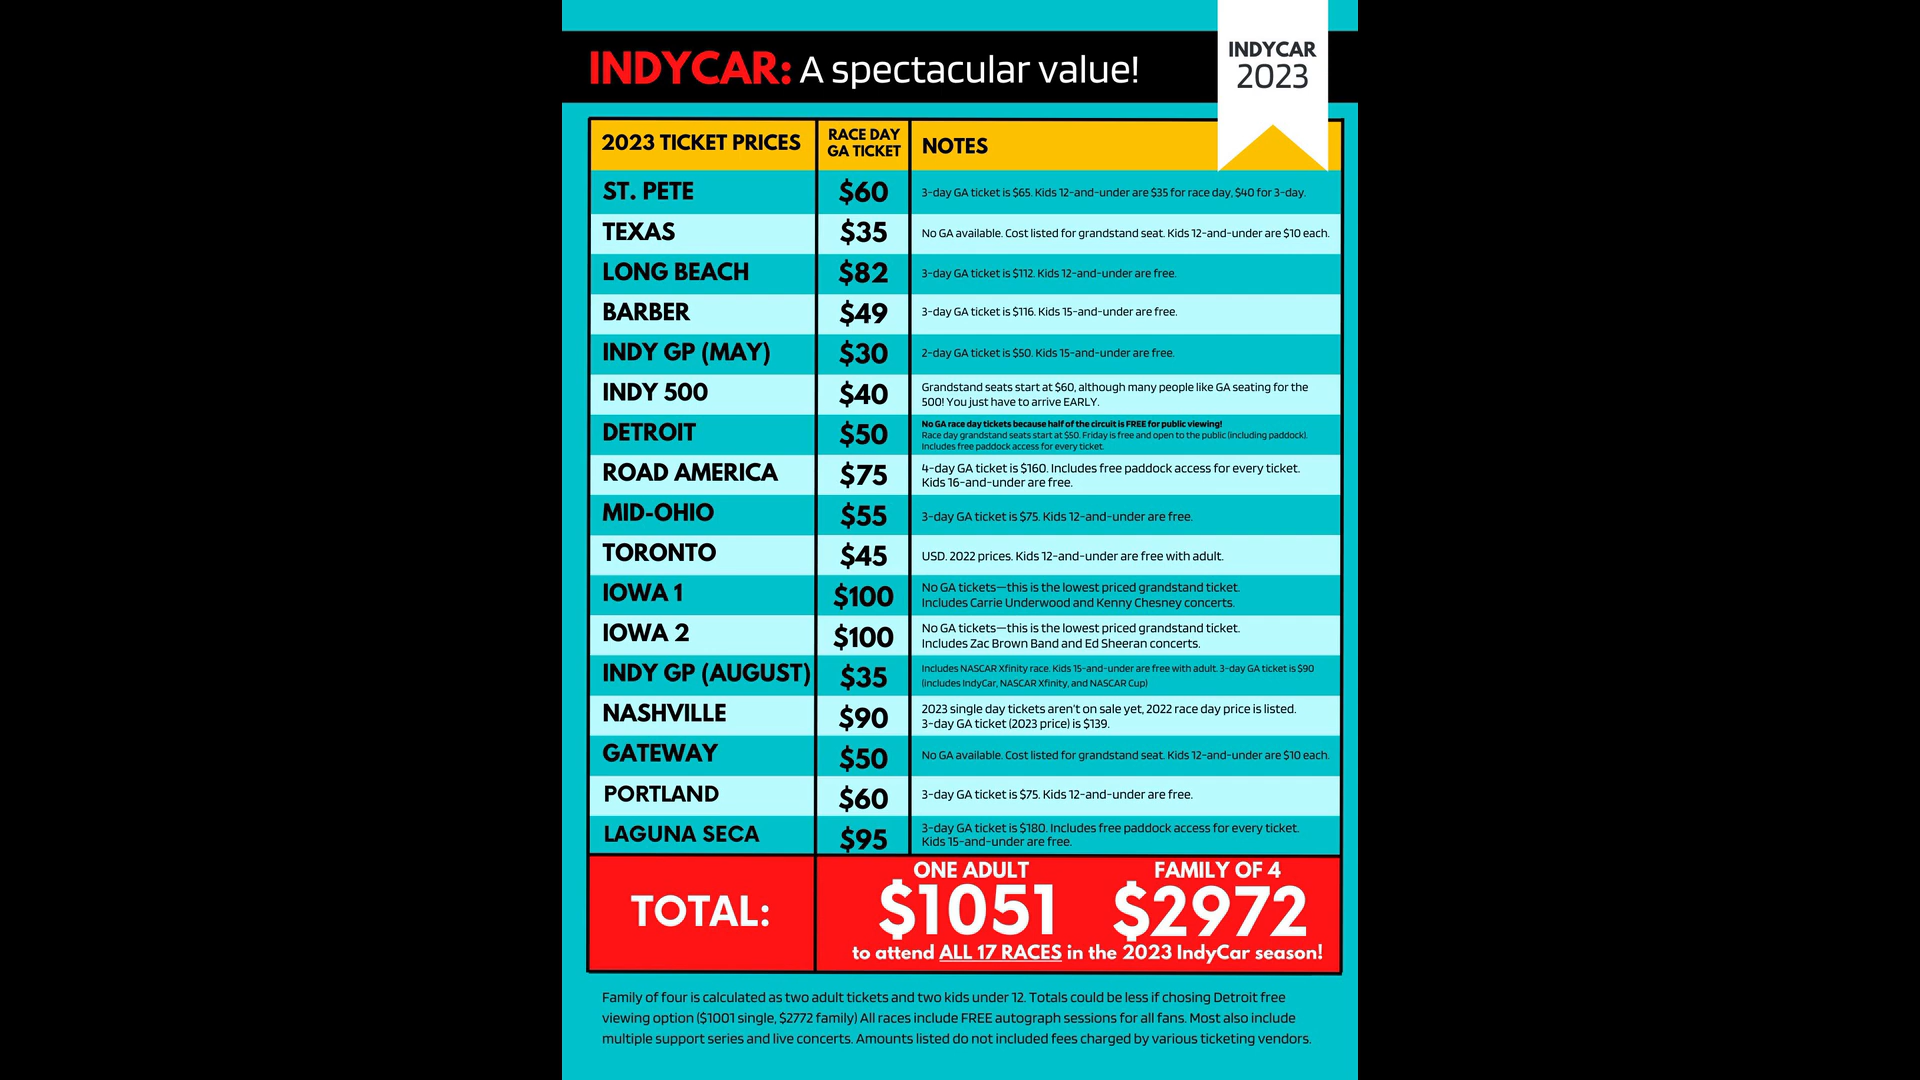 INDYCAR: A spectacular value!
INDYCAR
2023
2023 TICKET PRICES
RACE DAY
GA TICKET
NOTES
ST. PETE
$60
3-day GA ticket is $65. Kids 12-and-under are $35 for race day, $40 for 3-day.
TEXAS
$35
No GA available. Cost listed for grandstand seat. Kids 12-and-under are $10 each.
LONG BEACH
$82
3-day GA ticket is $112. Kids 12-and-under are free.
BARBER
$49
3-day GA ticket is $116. Kids 15-and-under are free.
INDY GP (MAY)
$30
2-day GA ticket is $50. Kids 15-and-under are free.
INDY 500
$40
Grandstand seats start at $60, although many people like GA seating for the
500! You just have to arrive EARLY.
DETROIT
$50
No GA race day tickets because half of the circuit is FREE for public viewing!
Race day grandstand seats start at $50. Friday is free and open to the public (including paddock).
Includes free paddock access for every ticket.
ROAD AMERICA
$75
4-day GA ticket is $160. Includes free paddock access for every ticket.
Kids 16-and-under are free.
MID-OHIO
$55
3-day GA ticket is $75. Kids 12-and-under are free.
TORONTO
$45
USD. 2022 prices. Kids 12-and-under are free with adult.
IOWA 1
$100
No GA tickets—this is the lowest priced grandstand ticket.
Includes Carrie Underwood and Kenny Chesney concerts.
IOWA 2
$100
No GA tickets—this is the lowest priced grandstand ticket.
Includes Zac Brown Band and Ed Sheeran concerts.
INDY GP (AUGUST)
$35
Includes NASCAR Xfinity race. Kids 15-and-under are free with adult. 3-day GA ticket is $90
(includes IndyCar, NASCAR Xfinity, and NASCAR Cup)
NASHVILLE
$90
2023 single day tickets aren't on sale yet, 2022 race day price is listed.
3-day GA ticket (2023 price) is $139.
GATEWAY
$50
No GA available. Cost listed for grandstand seat. Kids 12-and-under are $10 each.
PORTLAND
$60
3-day GA ticket is $75. Kids 12-and-under are free.
LAGUNA SECA
$95
3-day GA ticket is $180. Includes free paddock access for every ticket.
Kids 15-and-under are free.
TOTAL:
ONE ADULT
$1051
FAMILY OF 4
$2972
to attend ALL 17 RACES in the 2023 IndyCar season!
Family of four is calculated as two adult tickets and two kids under 12. Totals could be less if chosing Detroit free
viewing option ($1001 single, $2772 family) All races include FREE autograph sessions for all fans. Most also include
multiple support series and live concerts. Amounts listed do not included fees charged by various ticketing vendors.